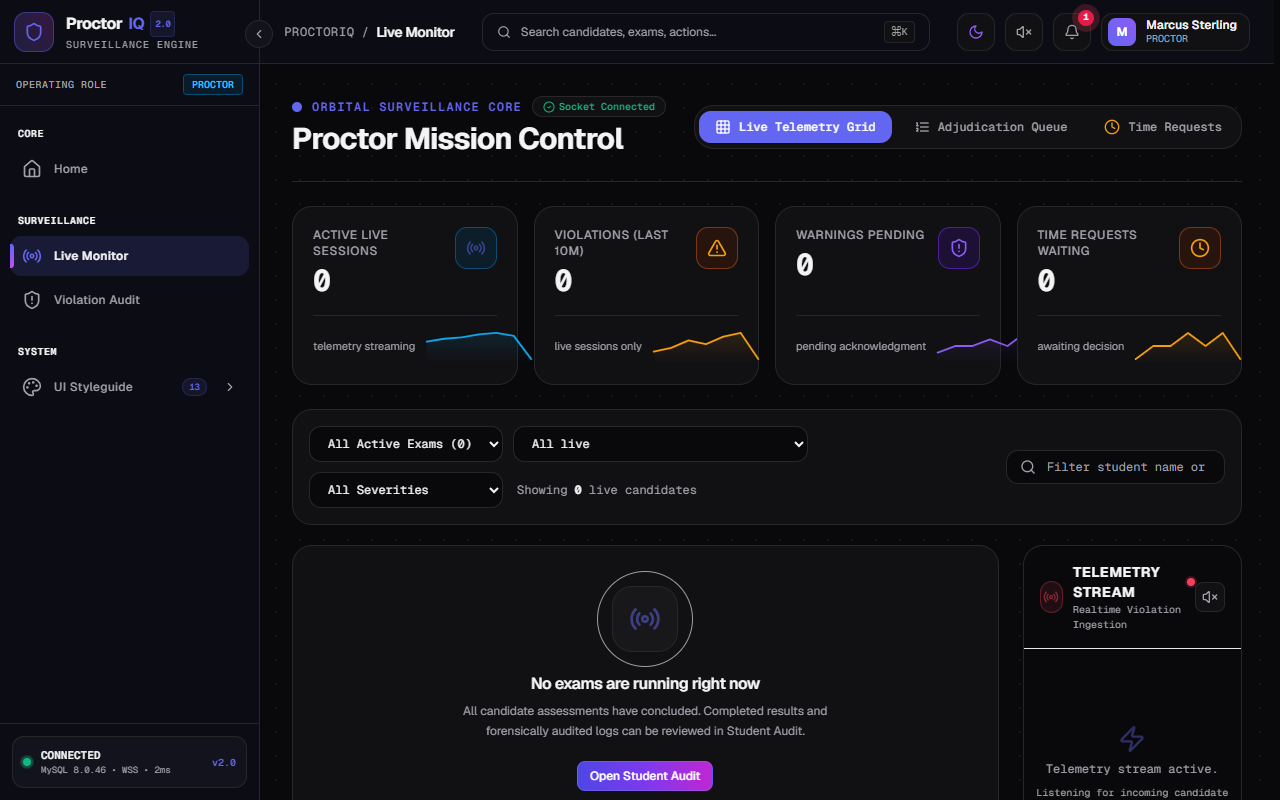 Proctor IQ 2.0
SURVEILLANCE ENGINE
OPERATING ROLE PROCTOR
CORE
Home
SURVEILLANCE
Live Monitor
Violation Audit
SYSTEM
UI Styleguide 13
CONNECTED
MySQL 8.0.46 • WSS • 2ms
v2.0
PROCTORIQ / Live Monitor
Search candidates, exams, actions...
⌘K
1
M
Marcus Sterling
PROCTOR
ORBITAL SURVEILLANCE CORE
Socket Connected
Proctor Mission Control
Live Telemetry Grid
Adjudication Queue
Time Requests
ACTIVE LIVE
SESSIONS
0
telemetry streaming
VIOLATIONS (LAST
10M)
0
live sessions only
WARNINGS PENDING
0
pending acknowledgment
TIME REQUESTS
WAITING
0
awaiting decision
All Active Exams (0)
All live
All Severities
Showing 0 live candidates
Filter student name or
No exams are running right now
All candidate assessments have concluded. Completed results and
forensically audited logs can be reviewed in Student Audit.
Open Student Audit
TELEMETRY
STREAM
Realtime Violation
Ingestion
Telemetry stream active.
Listening for incoming candidate